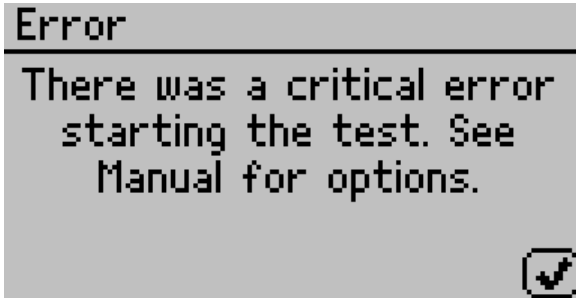 Error
There was a critical error
starting the test. See
Manual for options.